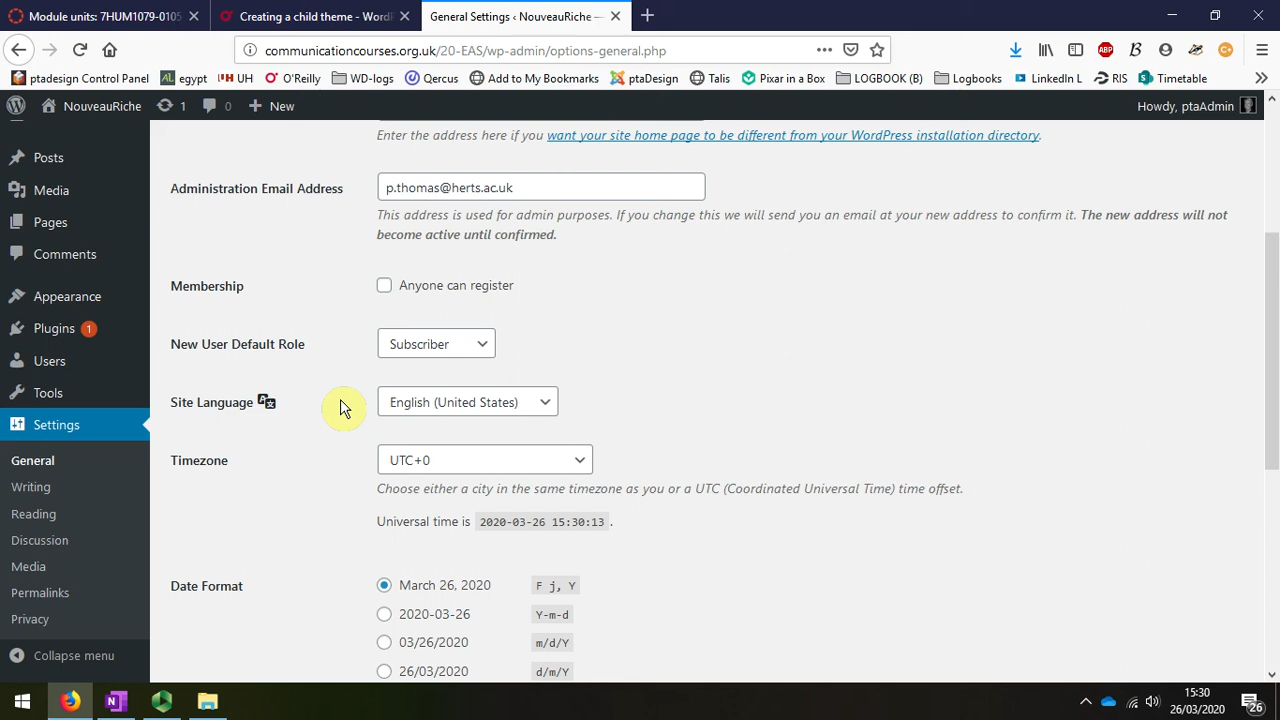 Module units: 7HUM1079-0105
Creating a child theme - WordP
General Settings ‹ NouveauRiche —
communicationcourses.org.uk/20-EAS/wp-admin/options-general.php
ptadesign Control Panel
egypt
UH
O'Reilly
WD-logs
Qercus
Add to My Bookmarks
ptaDesign
Talis
Pixar in a Box
LOGBOOK (B)
Logbooks
LinkedIn L
RIS
Timetable
NouveauRiche
1
0
New
Howdy, ptaAdmin
Enter the address here if you want your site home page to be different from your WordPress installation directory.
Posts
Media
Pages
Comments
Appearance
Plugins 1
Users
Tools
Settings
General
Writing
Reading
Discussion
Media
Permalinks
Privacy
Collapse menu
Administration Email Address
p.thomas@herts.ac.uk
This address is used for admin purposes. If you change this we will send you an email at your new address to confirm it. The new address will not
become active until confirmed.
Membership
Anyone can register
New User Default Role
Subscriber
Site Language
English (United States)
Timezone
UTC+0
Choose either a city in the same timezone as you or a UTC (Coordinated Universal Time) time offset.
Universal time is 2020-03-26 15:30:13 .
Date Format
March 26, 2020 F j, Y
2020-03-26 Y-m-d
03/26/2020 m/d/Y
26/03/2020 d/m/Y
15:30
26/03/2020
26